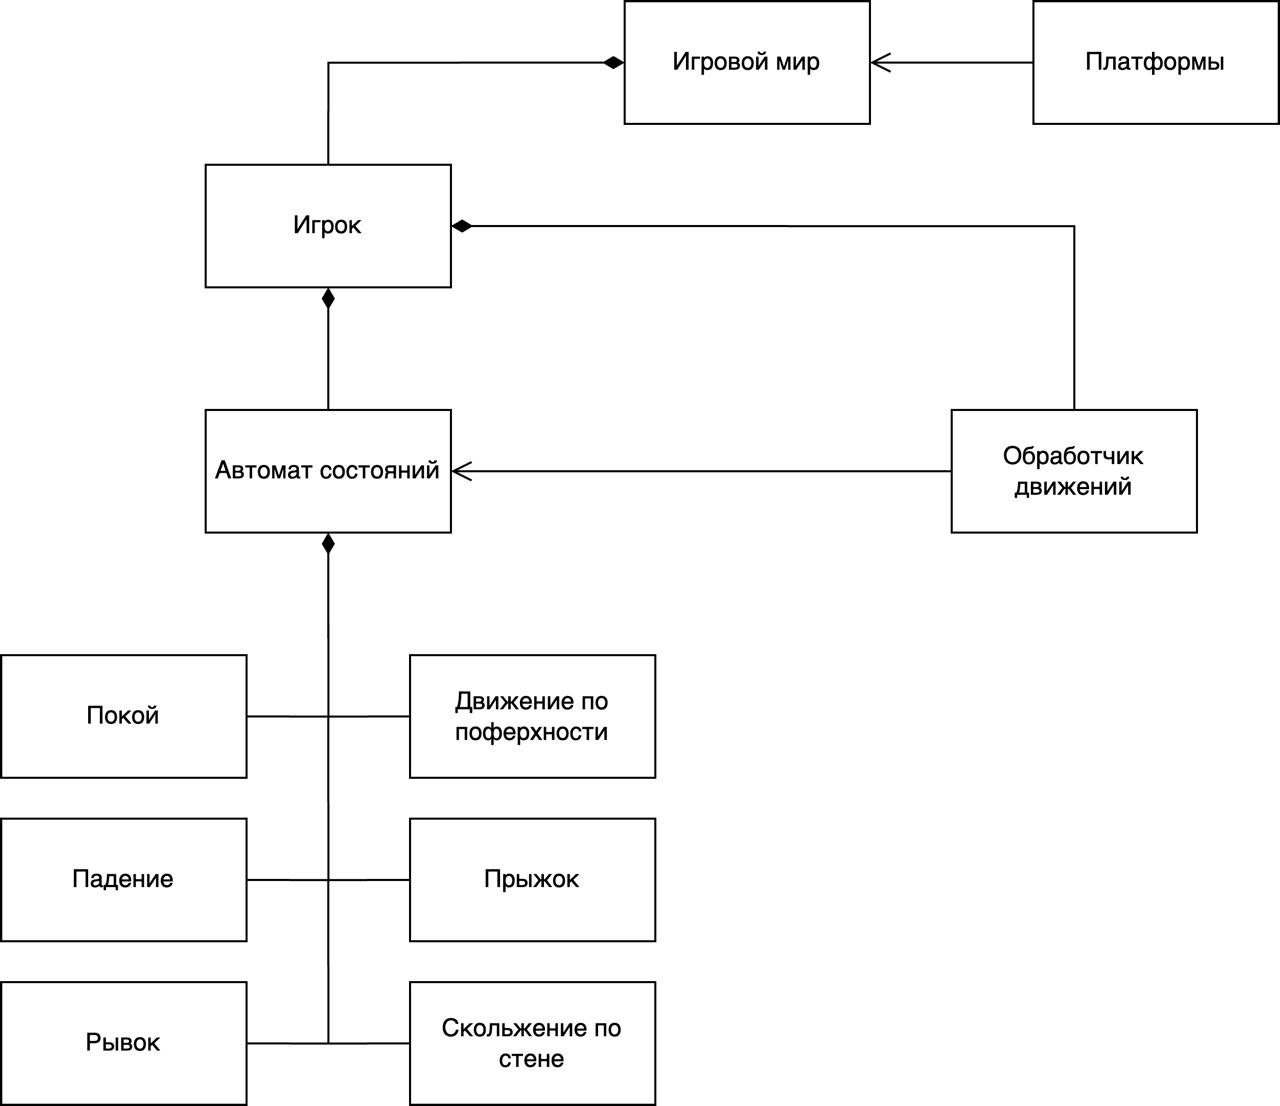 Игровой мир
Платформы
Игрок
Автомат состояний
Обработчик
движений
Покой
Движение по
поферхности
Падение
Прыжок
Рывок
Скольжение по
стене